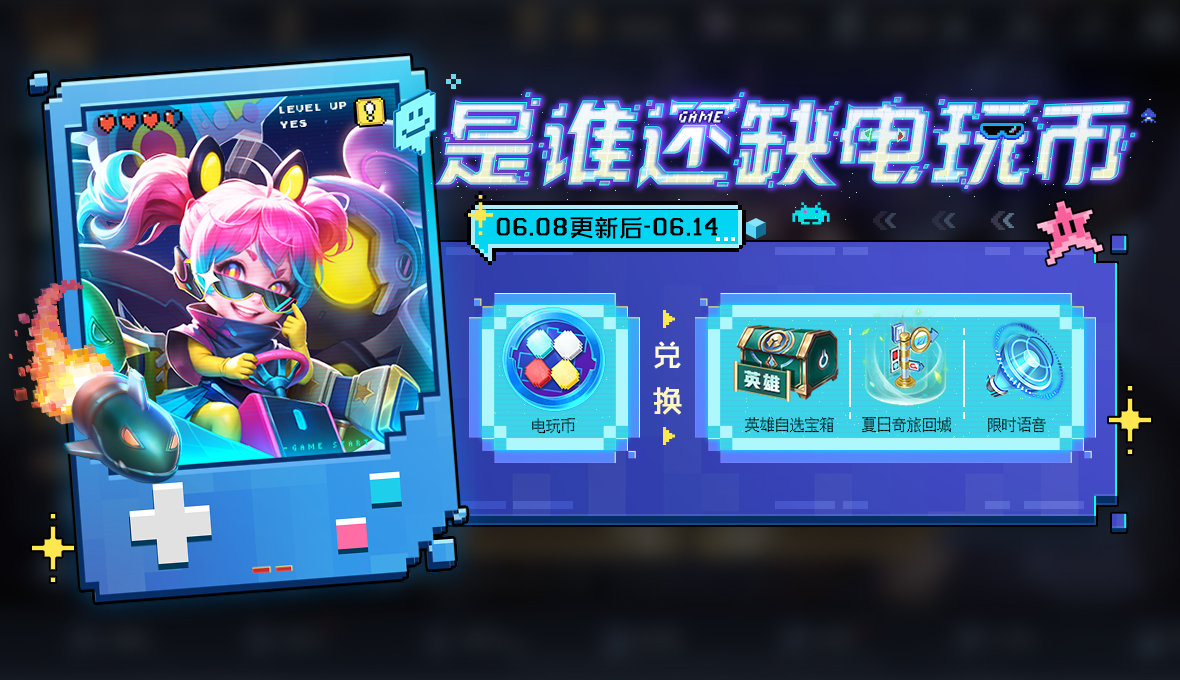 LEVEL UP
YES
是谁还缺电玩币
GAME
06.08更新后-06.14
电玩币
兑换
英雄
英雄自选宝箱
夏日奇旅回城
限时语音
-GAME START